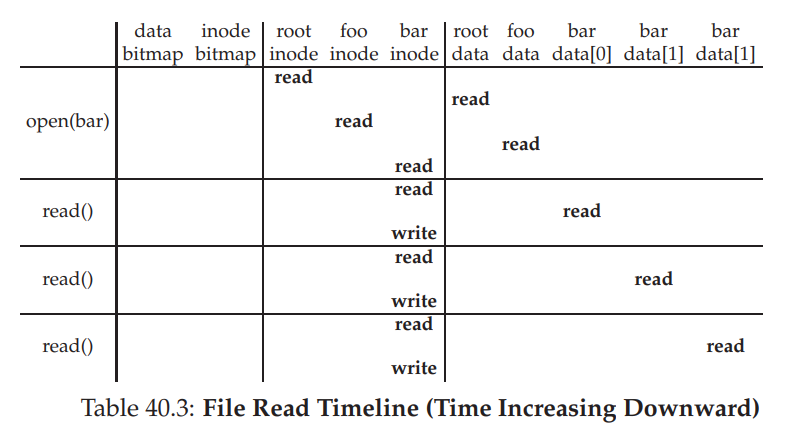 data inode root foo bar root foo bar bar bar
bitmap bitmap inode inode inode data data data[0] data[1] data[1]
read
read
open(bar) read
read
read
read
read() read
write
read
read() read
write
read
read() read
write
Table 40.3: File Read Timeline (Time Increasing Downward)